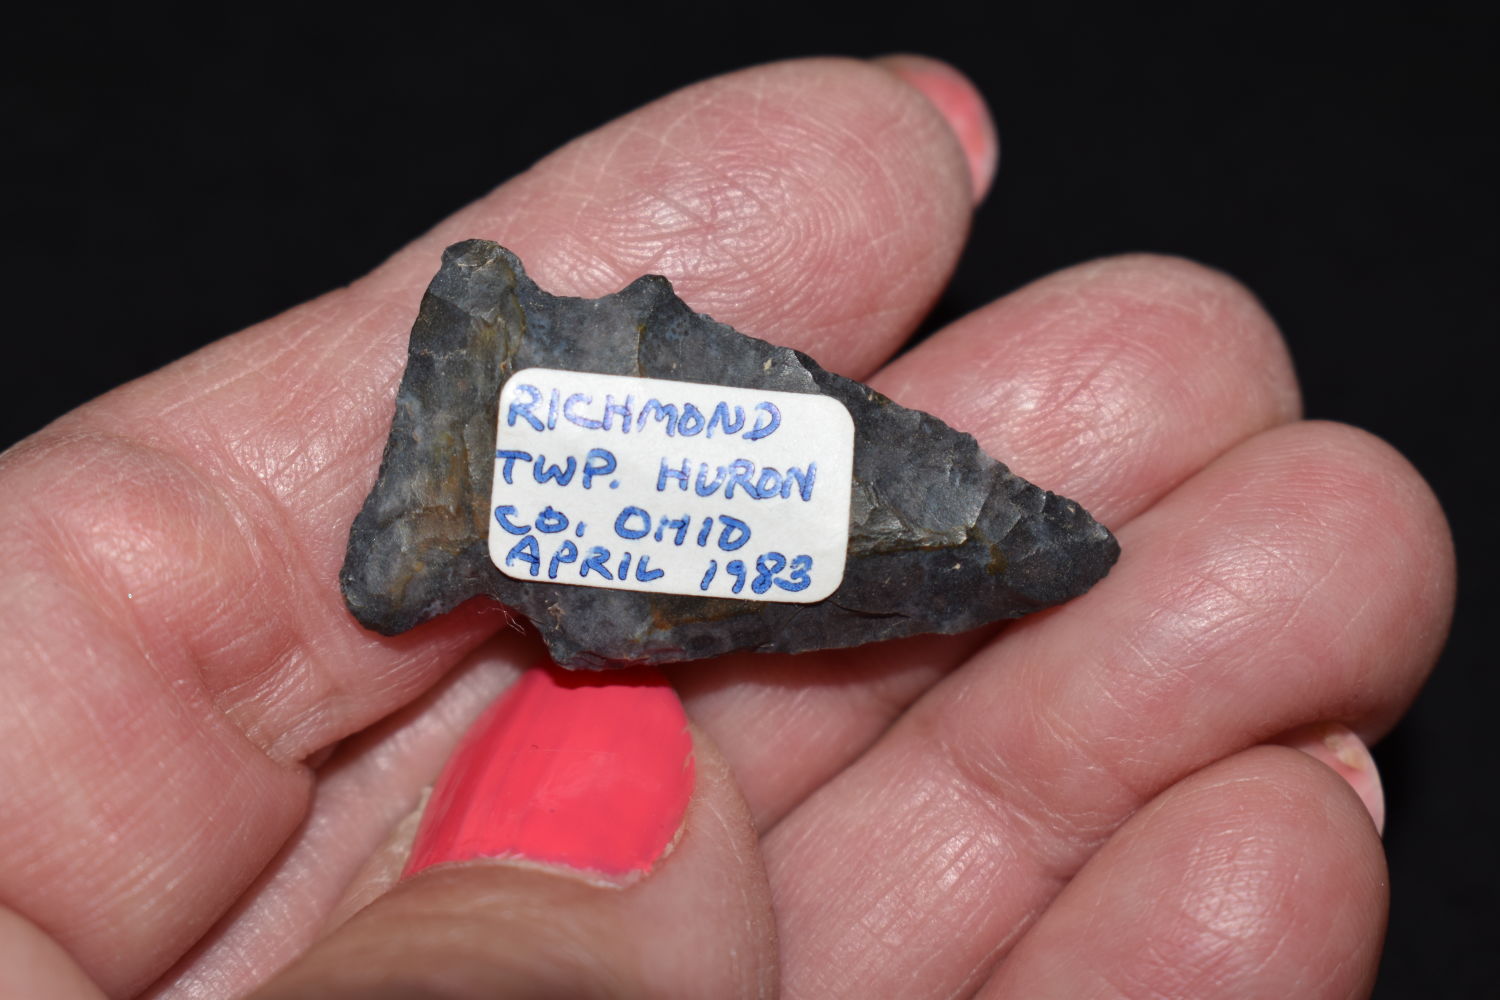 RICHMOND
TWP. HURON
CO. OHIO
APRIL 1983